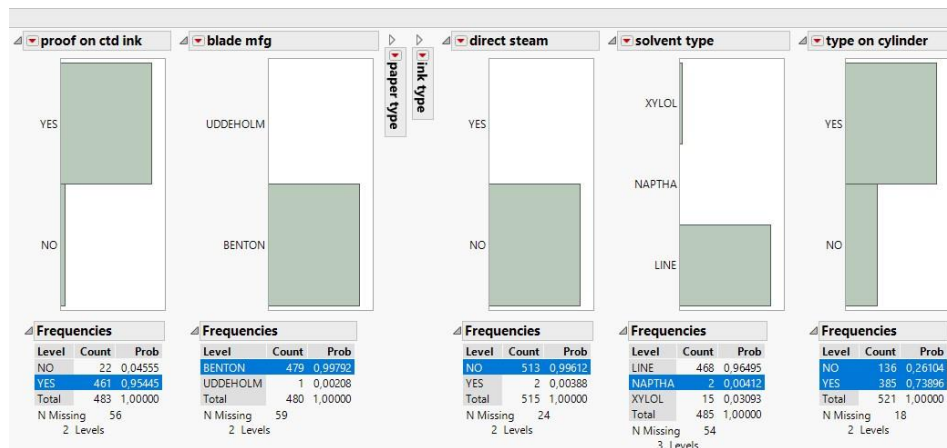 proof on ctd ink
YES
NO
Frequencies
Level Count Prob
NO 22 0,04555
YES 461 0,95445
Total 483 1,00000
N Missing 56
2 Levels
blade mfg
UDDEHOLM
BENTON
Frequencies
Level Count Prob
BENTON 479 0,99792
UDDEHOLM 1 0,00208
Total 480 1,00000
N Missing 59
2 Levels
paper type
ink type
direct steam
YES
NO
Frequencies
Level Count Prob
NO 513 0,99612
YES 2 0,00388
Total 515 1,00000
N Missing 24
2 Levels
solvent type
XYLOL
NAPTHA
LINE
Frequencies
Level Count Prob
LINE 468 0,96495
NAPTHA 2 0,00412
XYLOL 15 0,03093
Total 485 1,00000
N Missing 54
3 Levels
type on cylinder
YES
NO
Frequencies
Level Count Prob
NO 136 0,26104
YES 385 0,73896
Total 521 1,00000
N Missing 18
2 Levels